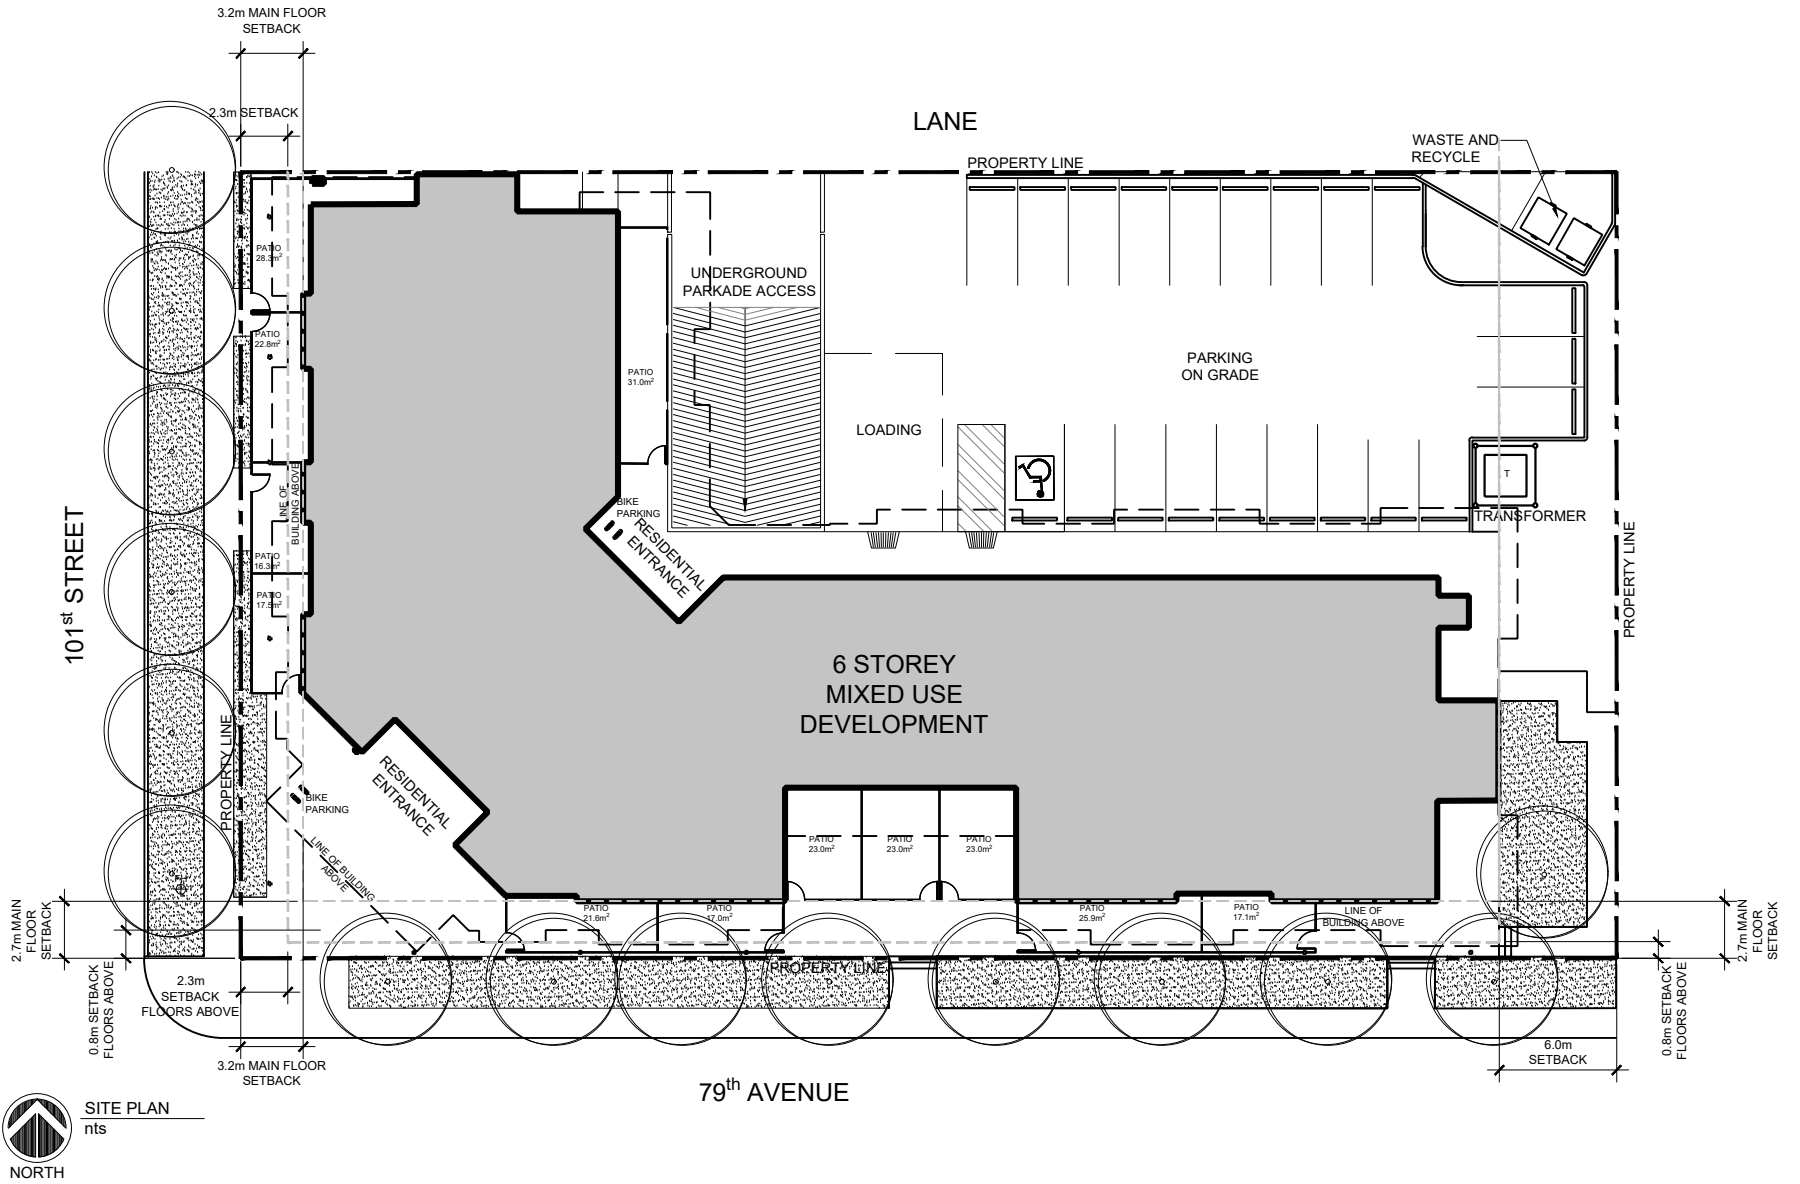 3.2m MAIN FLOOR
SETBACK
2.3m SETBACK
LANE
WASTE AND
RECYCLE
PROPERTY LINE
PATIO
28.3m²
UNDERGROUND
PARKADE ACCESS
PATIO
22.8m²
PATIO
31.0m²
PARKING
ON GRADE
LOADING
LINE OF
BUILDING ABOVE
BIKE
PARKING
RESIDENTIAL
ENTRANCE
T
TRANSFORMER
101st STREET
PATIO
16.3m²
PATIO
17.5m²
PROPERTY LINE
6 STOREY
MIXED USE
DEVELOPMENT
PROPERTY LINE
RESIDENTIAL
ENTRANCE
BIKE
PARKING
LINE OF BUILDING
ABOVE
PATIO
23.0m²
PATIO
23.0m²
PATIO
23.0m²
2.7m MAIN
FLOOR
SETBACK
PATIO
21.6m²
PATIO
17.0m²
PATIO
25.9m²
PATIO
17.1m²
LINE OF
BUILDING ABOVE
2.7m MAIN
FLOOR
SETBACK
PROPERTY LINE
0.8m SETBACK
FLOORS ABOVE
2.3m
SETBACK
FLOORS ABOVE
0.8m SETBACK
FLOORS ABOVE
6.0m
SETBACK
3.2m MAIN FLOOR
SETBACK
79th AVENUE
SITE PLAN
nts
NORTH